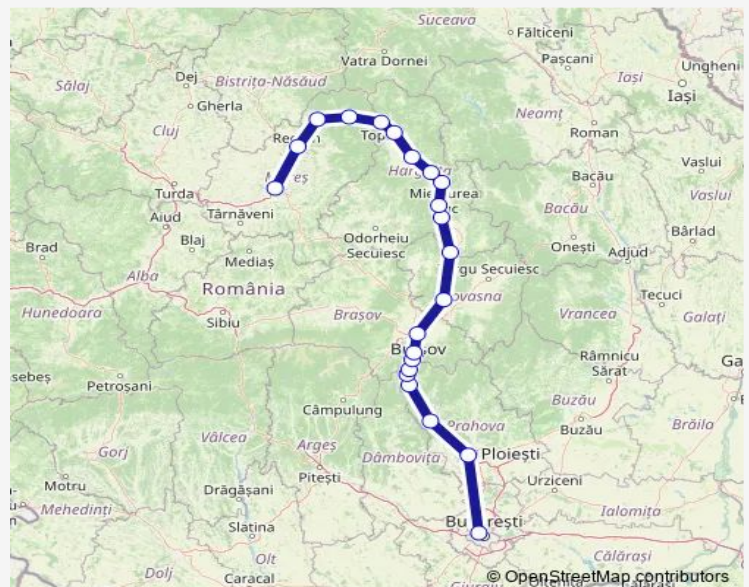 Suceava
Fălticeni
Vatra Dornei
Pașcani
Ungheni
Dej
Bistrița-Năsăud
Sălaj
Iași
Iași
Gherla
Neamț
Cluj
Roman
Vaslui
Bacău
Turda
Vaslui
Târnăveni
Aiud
Bacău
Bârlad
Odorheiu
Secuiesc
Blaj
Brad
Onești
Adjud
Mediaș
Alba
România
Tecuci
Hunedoara
Brașov
Vrancea
Galați
Sibiu
Petroșani
Râmnicu
Sărat
Câmpulung
Buzău
Prahova
Brăila
Vâlcea
Argeș
Buzău
Gorj
Dâmbovița
Ploiești
Pitești
Motru
Urziceni
Drăgășani
Mehedinți
Ialomița
Slatina
Olt
Călărași
Dolj
Caracal
© OpenStreetMap contributors